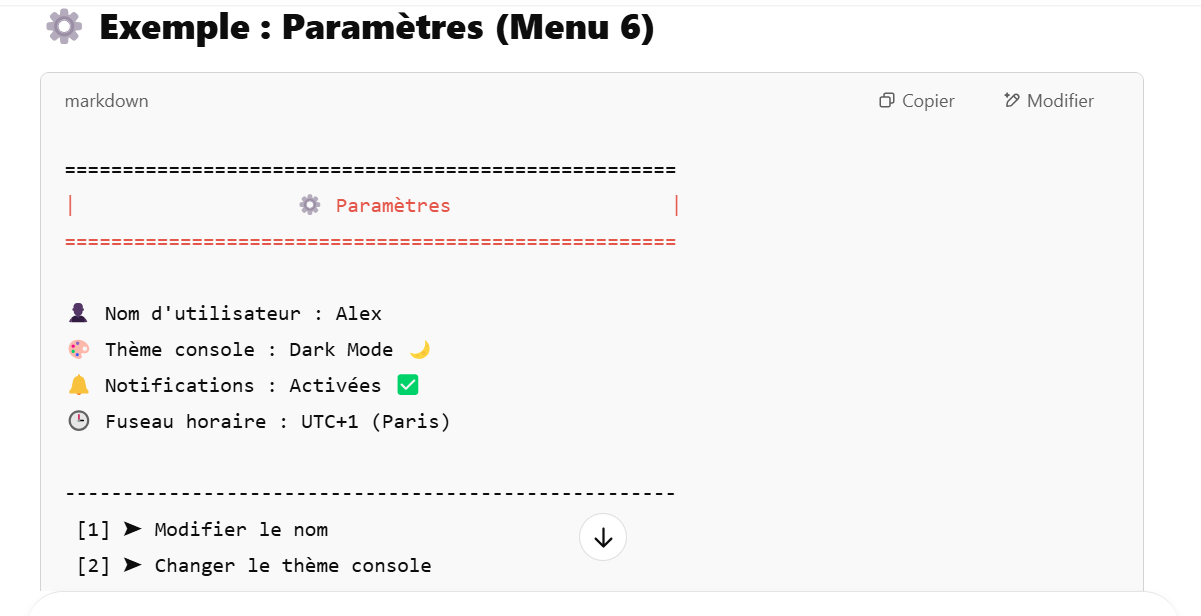 ⚙️ Exemple : Paramètres (Menu 6)
markdown
Copier
Modifier
=====================================================
|                    ⚙️ Paramètres                    |
=====================================================
👤 Nom d'utilisateur : Alex
🎨 Thème console : Dark Mode 🌙
🔔 Notifications : Activées ✅
🕒 Fuseau horaire : UTC+1 (Paris)
-----------------------------------------------------
[1] ➤ Modifier le nom
[2] ➤ Changer le thème console